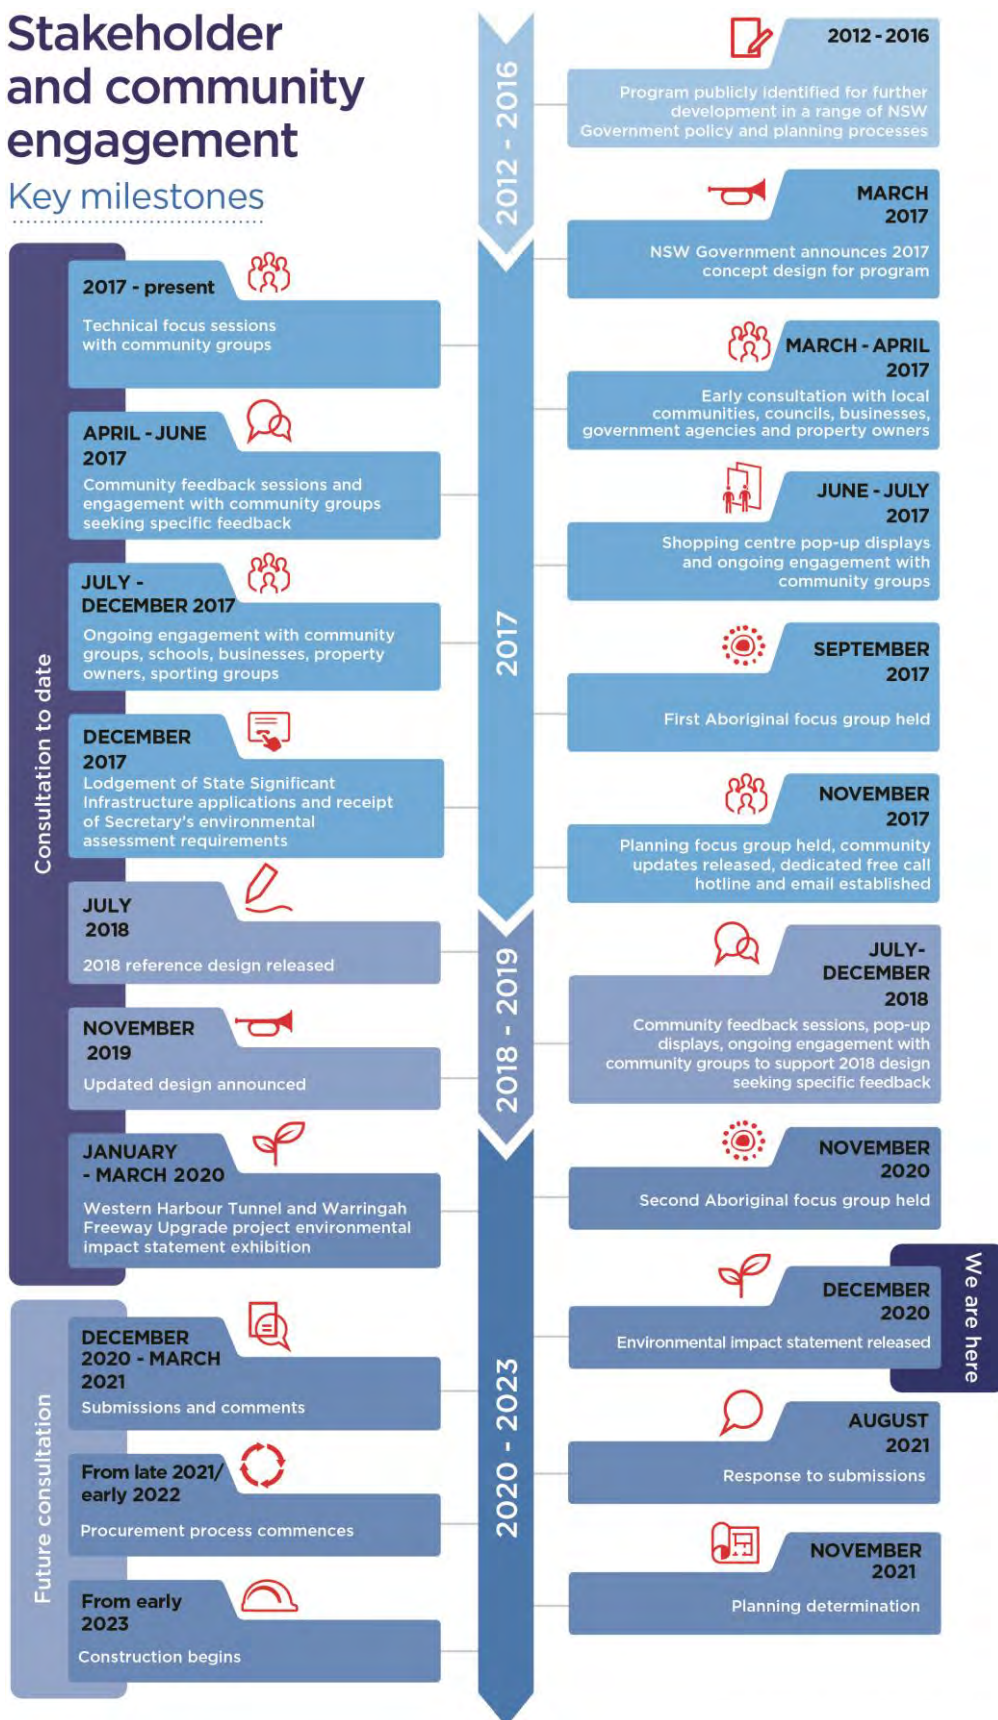 Stakeholder
and community
engagement
Key milestones
2012 - 2016
2012 - 2016
Program publicly identified for further
development in a range of NSW
Government policy and planning processes
MARCH
2017
NSW Government announces 2017
concept design for program
Consultation to date
2017
2017 - present
Technical focus sessions
with community groups
MARCH - APRIL
2017
Early consultation with local
communities, councils, businesses,
government agencies and property owners
APRIL - JUNE
2017
Community feedback sessions and
engagement with community groups
seeking specific feedback
JUNE - JULY
2017
Shopping centre pop-up displays
and ongoing engagement with
community groups
JULY -
DECEMBER 2017
Ongoing engagement with community
groups, schools, businesses, property
owners, sporting groups
SEPTEMBER
2017
First Aboriginal focus group held
DECEMBER
2017
Lodgement of State Significant
Infrastructure applications and receipt
of Secretary's environmental
assessment requirements
NOVEMBER
2017
Planning focus group held, community
updates released, dedicated free call
hotline and email established
2018 - 2019
JULY
2018
2018 reference design released
JULY-
DECEMBER
2018
Community feedback sessions, pop-up
displays, ongoing engagement with
community groups to support 2018 design
seeking specific feedback
NOVEMBER
2019
Updated design announced
2020 - 2023
JANUARY
- MARCH 2020
Western Harbour Tunnel and Warringah
Freeway Upgrade project environmental
impact statement exhibition
NOVEMBER
2020
Second Aboriginal focus group held
We are here
DECEMBER
2020
Environmental impact statement released
Future consultation
DECEMBER
2020 - MARCH
2021
Submissions and comments
AUGUST
2021
Response to submissions
From late 2021/
early 2022
Procurement process commences
NOVEMBER
2021
Planning determination
From early
2023
Construction begins